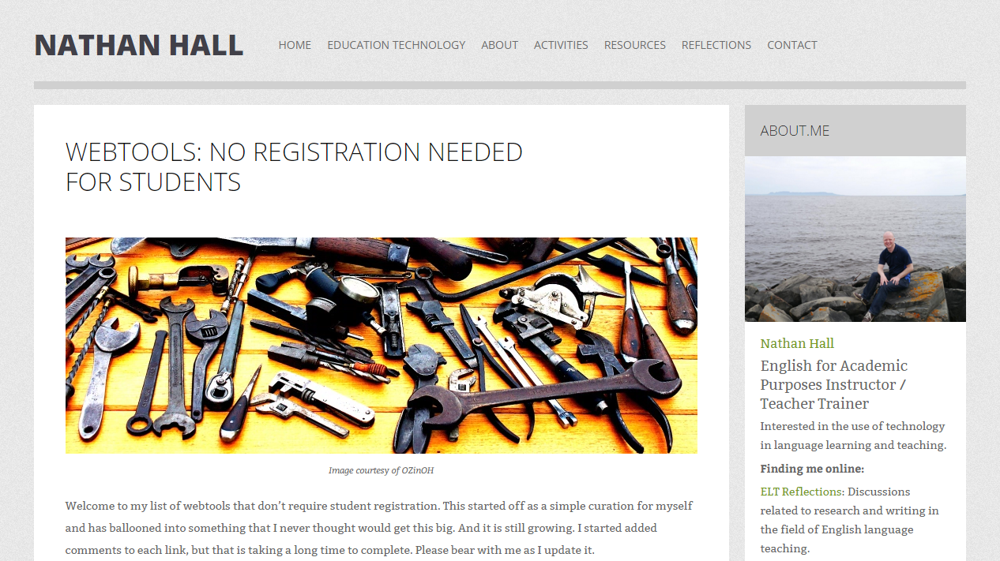 NATHAN HALL
HOME EDUCATION TECHNOLOGY ABOUT ACTIVITIES RESOURCES REFLECTIONS CONTACT
WEBTOOLS: NO REGISTRATION NEEDED
FOR STUDENTS
Image courtesy of OZinOH
Welcome to my list of webtools that don’t require student registration. This started off as a simple curation for myself
and has ballooned into something that I never thought would get this big. And it is still growing. I started added
comments to each link, but that is taking a long time to complete. Please bear with me as I update it.
ABOUT.ME
Nathan Hall
English for Academic
Purposes Instructor /
Teacher Trainer
Interested in the use of technology
in language learning and teaching.
Finding me online:
ELT Reflections: Discussions
related to research and writing in
the field of English language
teaching.